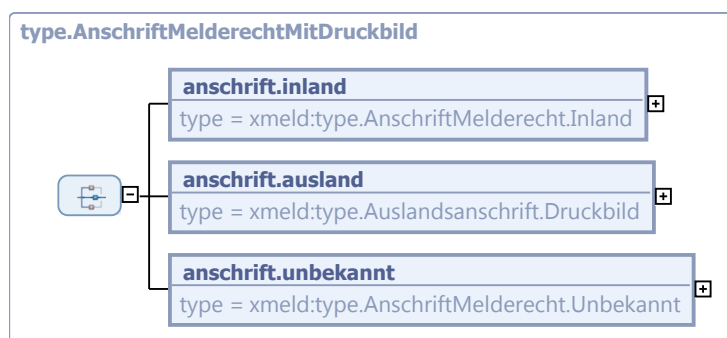 type.AnschriftMelderechtMitDruckbild
anschrift.inland
type = xmeld:type.AnschriftMelderecht.Inland
anschrift.ausland
type = xmeld:type.Auslandsanschrift.Druckbild
anschrift.unbekannt
type = xmeld:type.AnschriftMelderecht.Unbekannt